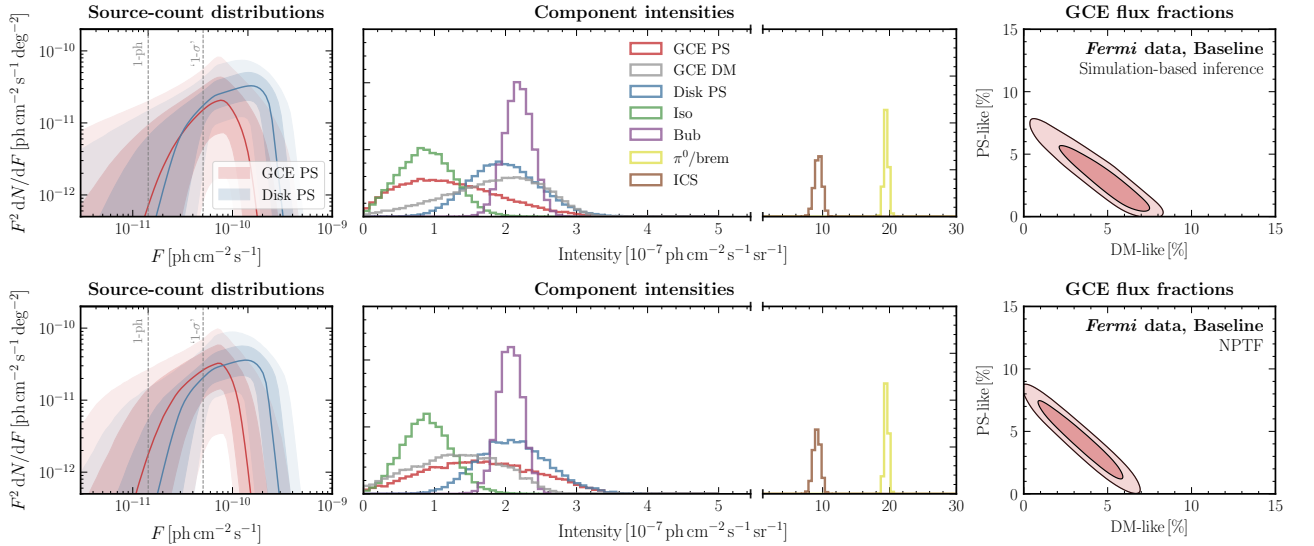 Source-count distributions
Component intensities
GCE flux fractions
F² dN/dF [ph cm⁻² s⁻¹ deg⁻²]
10⁻¹⁰
10⁻¹¹
10⁻¹²
1-ph
'1-σ'
GCE PS
Disk PS
10⁻¹¹ 10⁻¹⁰ 10⁻⁹
F [ph cm⁻² s⁻¹]
GCE PS
GCE DM
Disk PS
Iso
Bub
π⁰/brem
ICS
0 1 2 3 4 5 10 20 30
Intensity [10⁻⁷ ph cm⁻² s⁻¹ sr⁻¹]
PS-like [%]
15
10
5
0
Fermi data, Baseline
Simulation-based inference
0 5 10 15
DM-like [%]
Source-count distributions
Component intensities
GCE flux fractions
F² dN/dF [ph cm⁻² s⁻¹ deg⁻²]
10⁻¹⁰
10⁻¹¹
10⁻¹²
1-ph
'1-σ'
10⁻¹¹ 10⁻¹⁰ 10⁻⁹
F [ph cm⁻² s⁻¹]
0 1 2 3 4 5 10 20 30
Intensity [10⁻⁷ ph cm⁻² s⁻¹ sr⁻¹]
PS-like [%]
15
10
5
0
Fermi data, Baseline
NPTF
0 5 10 15
DM-like [%]